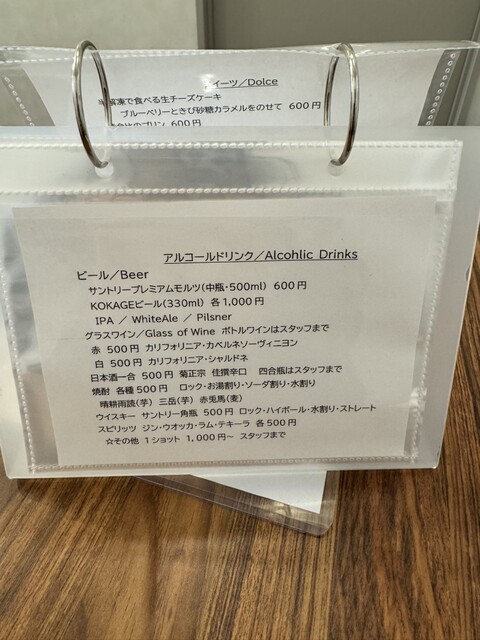 イーツ／Dolce
解凍で食べる生チーズケーキ
ブルーベリーときび砂糖カラメルをのせて 600円
プリン 600円
アルコールドリンク／Alcohlic Drinks
ビール／Beer
サントリープレミアムモルツ(中瓶・500ml) 600円
KOKAGEビール(330ml) 各1,000円
IPA ／ WhiteAle ／ Pilsner
グラスワイン／Glass of Wine ボトルワインはスタッフまで
赤 500円 カリフォリニア・カベルネソーヴィニヨン
白 500円 カリフォリニア・シャルドネ
日本酒一合 500円 菊正宗 佳撰辛口 四合瓶はスタッフまで
焼酎 各種500円 ロック・お湯割り・ソーダ割り・水割り
晴耕雨読(芋) 三岳(芋) 赤兎馬(麦)
ウイスキー サントリー角瓶 500円 ロック・ハイボール・水割り・ストレート
スピリッツ ジン・ウオッカ・ラム・テキーラ 各500円
☆その他 1ショット 1,000円～ スタッフまで